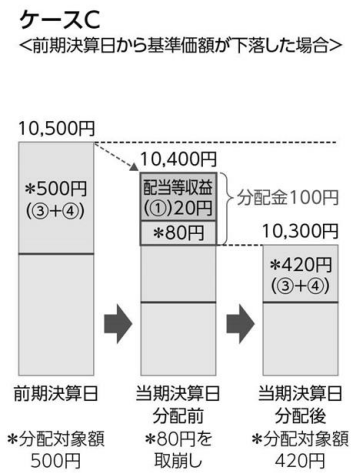 ケースC
<前期決算日から基準価額が下落した場合>
10,500円
10,400円
*500円
(③+④)
配当等収益
(①)20円
*80円
分配金100円
10,300円
*420円
(③+④)
前期決算日
当期決算日
分配前
当期決算日
分配後
*分配対象額
500円
*80円を
取崩し
*分配対象額
420円